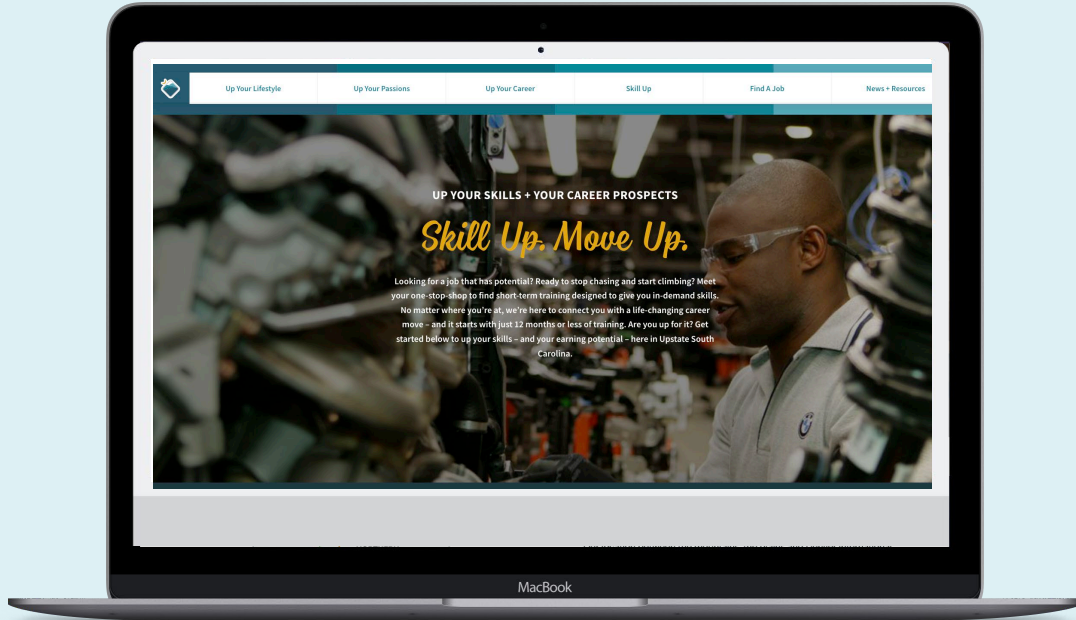 Up Your Lifestyle
Up Your Passions
Up Your Career
Skill Up
Find A Job
News + Resources
UP YOUR SKILLS + YOUR CAREER PROSPECTS
Skill Up. Move Up.
Looking for a job that has potential? Ready to stop chasing and start climbing? Meet
your one-stop-shop to find short-term training designed to give you in-demand skills.
No matter where you're at, we're here to connect you with a life-changing career
move – and it starts with just 12 months or less of training. Are you up for it? Get
started below to up your skills – and your earning potential – here in Upstate South
Carolina.
MacBook